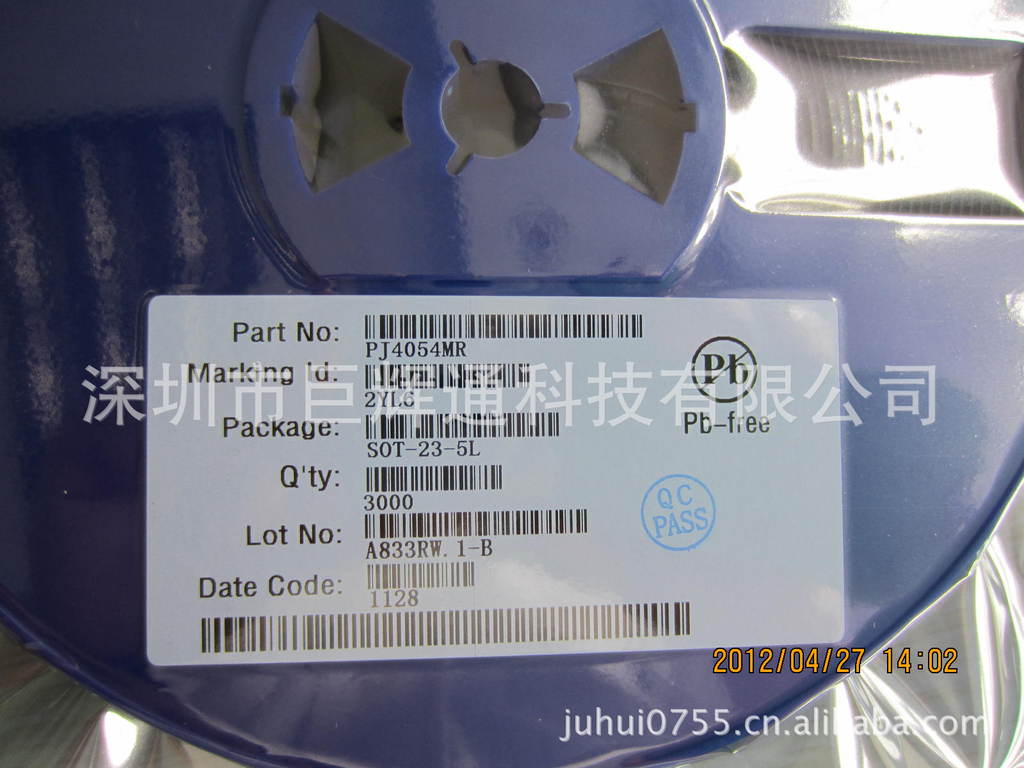 Part No:
PJ4054MR
Marking Id:
2YL6
深圳市巨辉通科技有限公司
Package:
SOT-23-5L
Q'ty:
3000
Lot No:
A833RW.1-B
Date Code:
1128
Pb
Pb-free
QC
PASS
2012/04/27 14:02
juhui0755.cn.alibaba.com